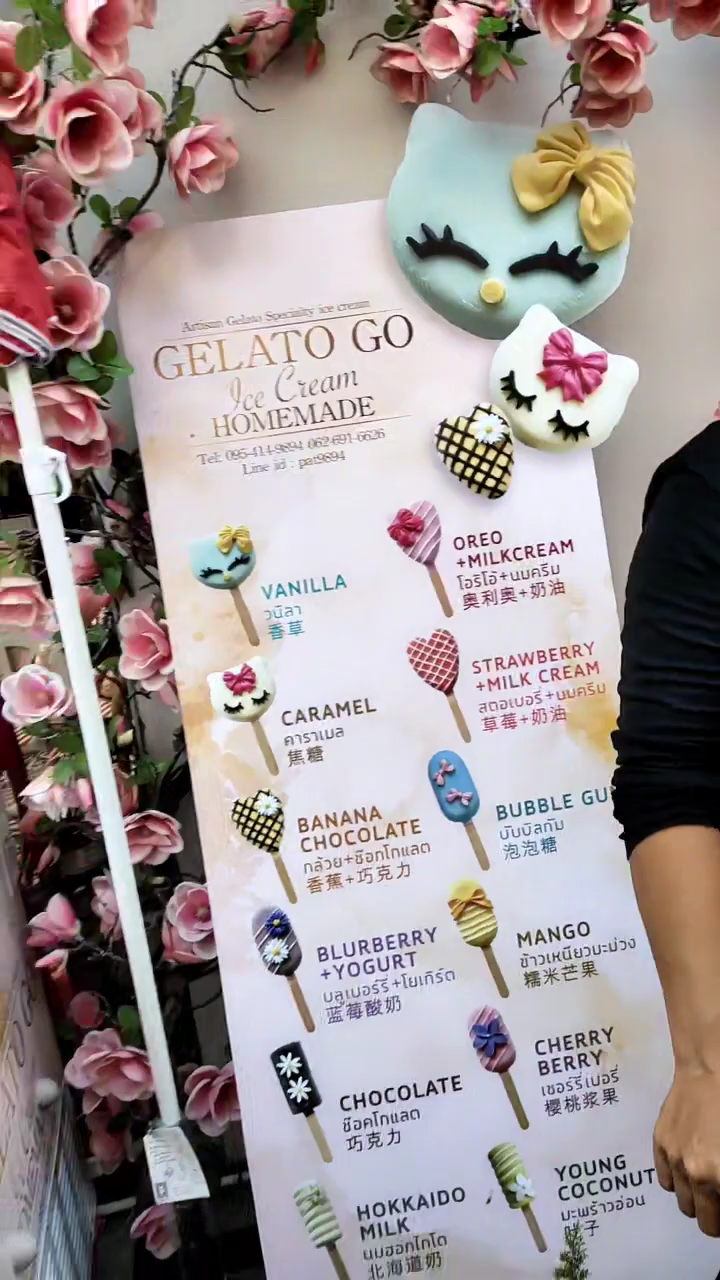 Artisan Gelato Specialty ice cream
GELATO GO
Ice Cream
HOMEMADE
Tel: 095-414-9894 062-691-6626
Line id : pat9894
VANILLA
วนิลา
香草
CARAMEL
คาราเมล
焦糖
BANANA
CHOCOLATE
กล้วย+ช็อกโกแลต
香蕉+巧克力
BLURBERRY
+YOGURT
บลูเบอร์รี่+โยเกิร์ต
蓝莓酸奶
CHOCOLATE
ช็อคโกแลต
巧克力
HOKKAIDO
MILK
นมฮอกไกโด
北海道奶
OREO
+MILKCREAM
โอริโอ้+นมครีม
奥利奥+奶油
STRAWBERRY
+MILK CREAM
สตอเบอรี่+นมครีม
草莓+奶油
BUBBLE GU
บับบิลกัม
泡泡糖
MANGO
ข้าวเหนียวมะม่วง
糯米芒果
CHERRY
BERRY
เชอร์รี่เบอรี่
樱桃浆果
YOUNG
COCONUT
มะพร้าวอ่อน
子